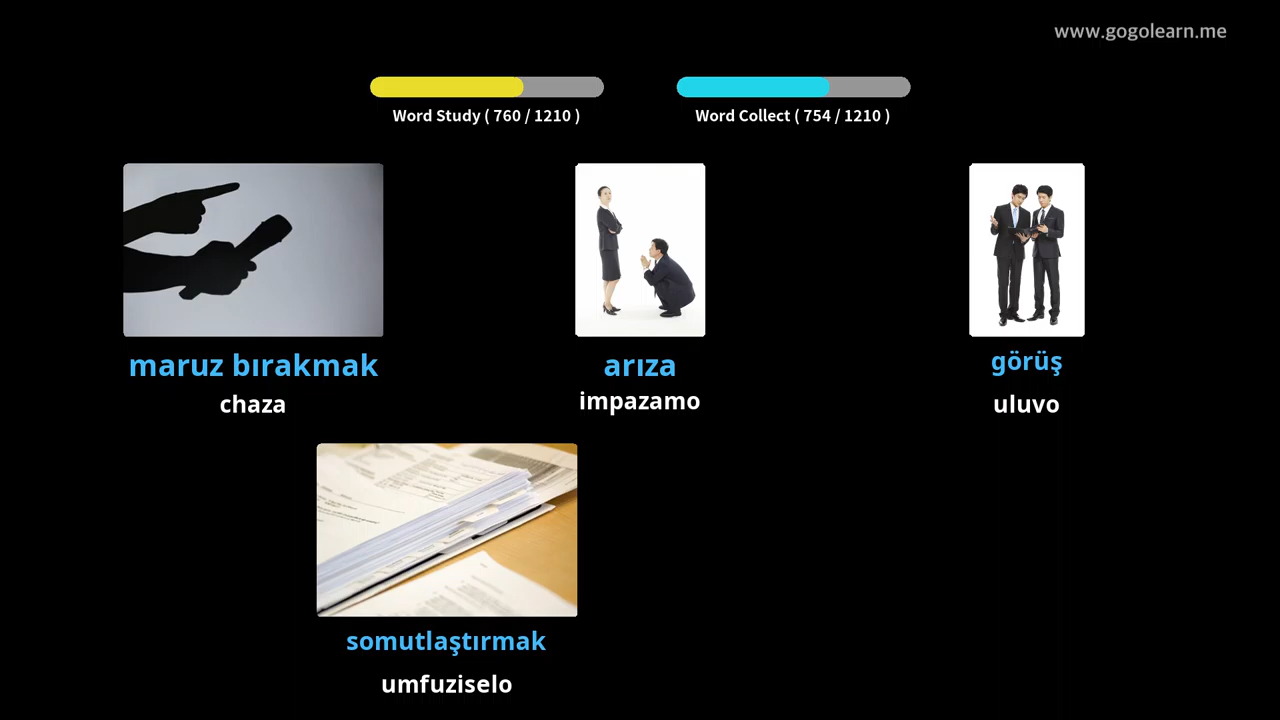 www.gogolearn.me
Word Study ( 760 / 1210 )
Word Collect ( 754 / 1210 )
maruz bırakmak
chaza
arıza
impazamo
görüş
uluvo
somutlaştırmak
umfuziselo